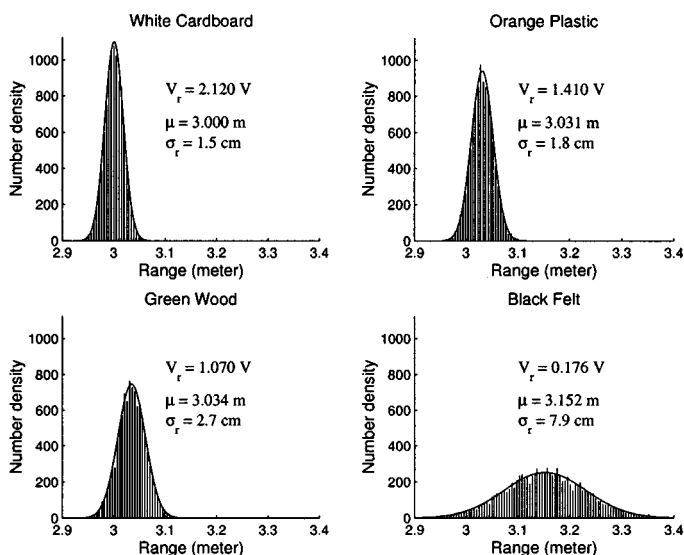 White Cardboard
Number density
1000
800
600
400
200
0
V_r = 2.120 V
μ = 3.000 m
σ_r = 1.5 cm
2.9 3 3.1 3.2 3.3 3.4
Range (meter)
Orange Plastic
Number density
1000
800
600
400
200
0
V_r = 1.410 V
μ = 3.031 m
σ_r = 1.8 cm
2.9 3 3.1 3.2 3.3 3.4
Range (meter)
Green Wood
Number density
1000
800
600
400
200
0
V_r = 1.070 V
μ = 3.034 m
σ_r = 2.7 cm
2.9 3 3.1 3.2 3.3 3.4
Range (meter)
Black Felt
Number density
1000
800
600
400
200
0
V_r = 0.176 V
μ = 3.152 m
σ_r = 7.9 cm
2.9 3 3.1 3.2 3.3 3.4
Range (meter)